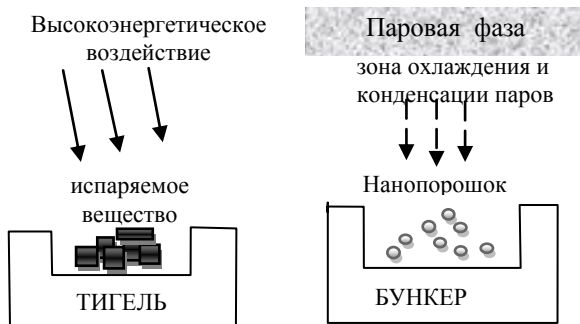 Высокоэнергетическое
воздействие
испаряемое
вещество
ТИГЕЛЬ
Паровая фаза
зона охлаждения и
конденсации паров
Нанопорошок
БУНКЕР